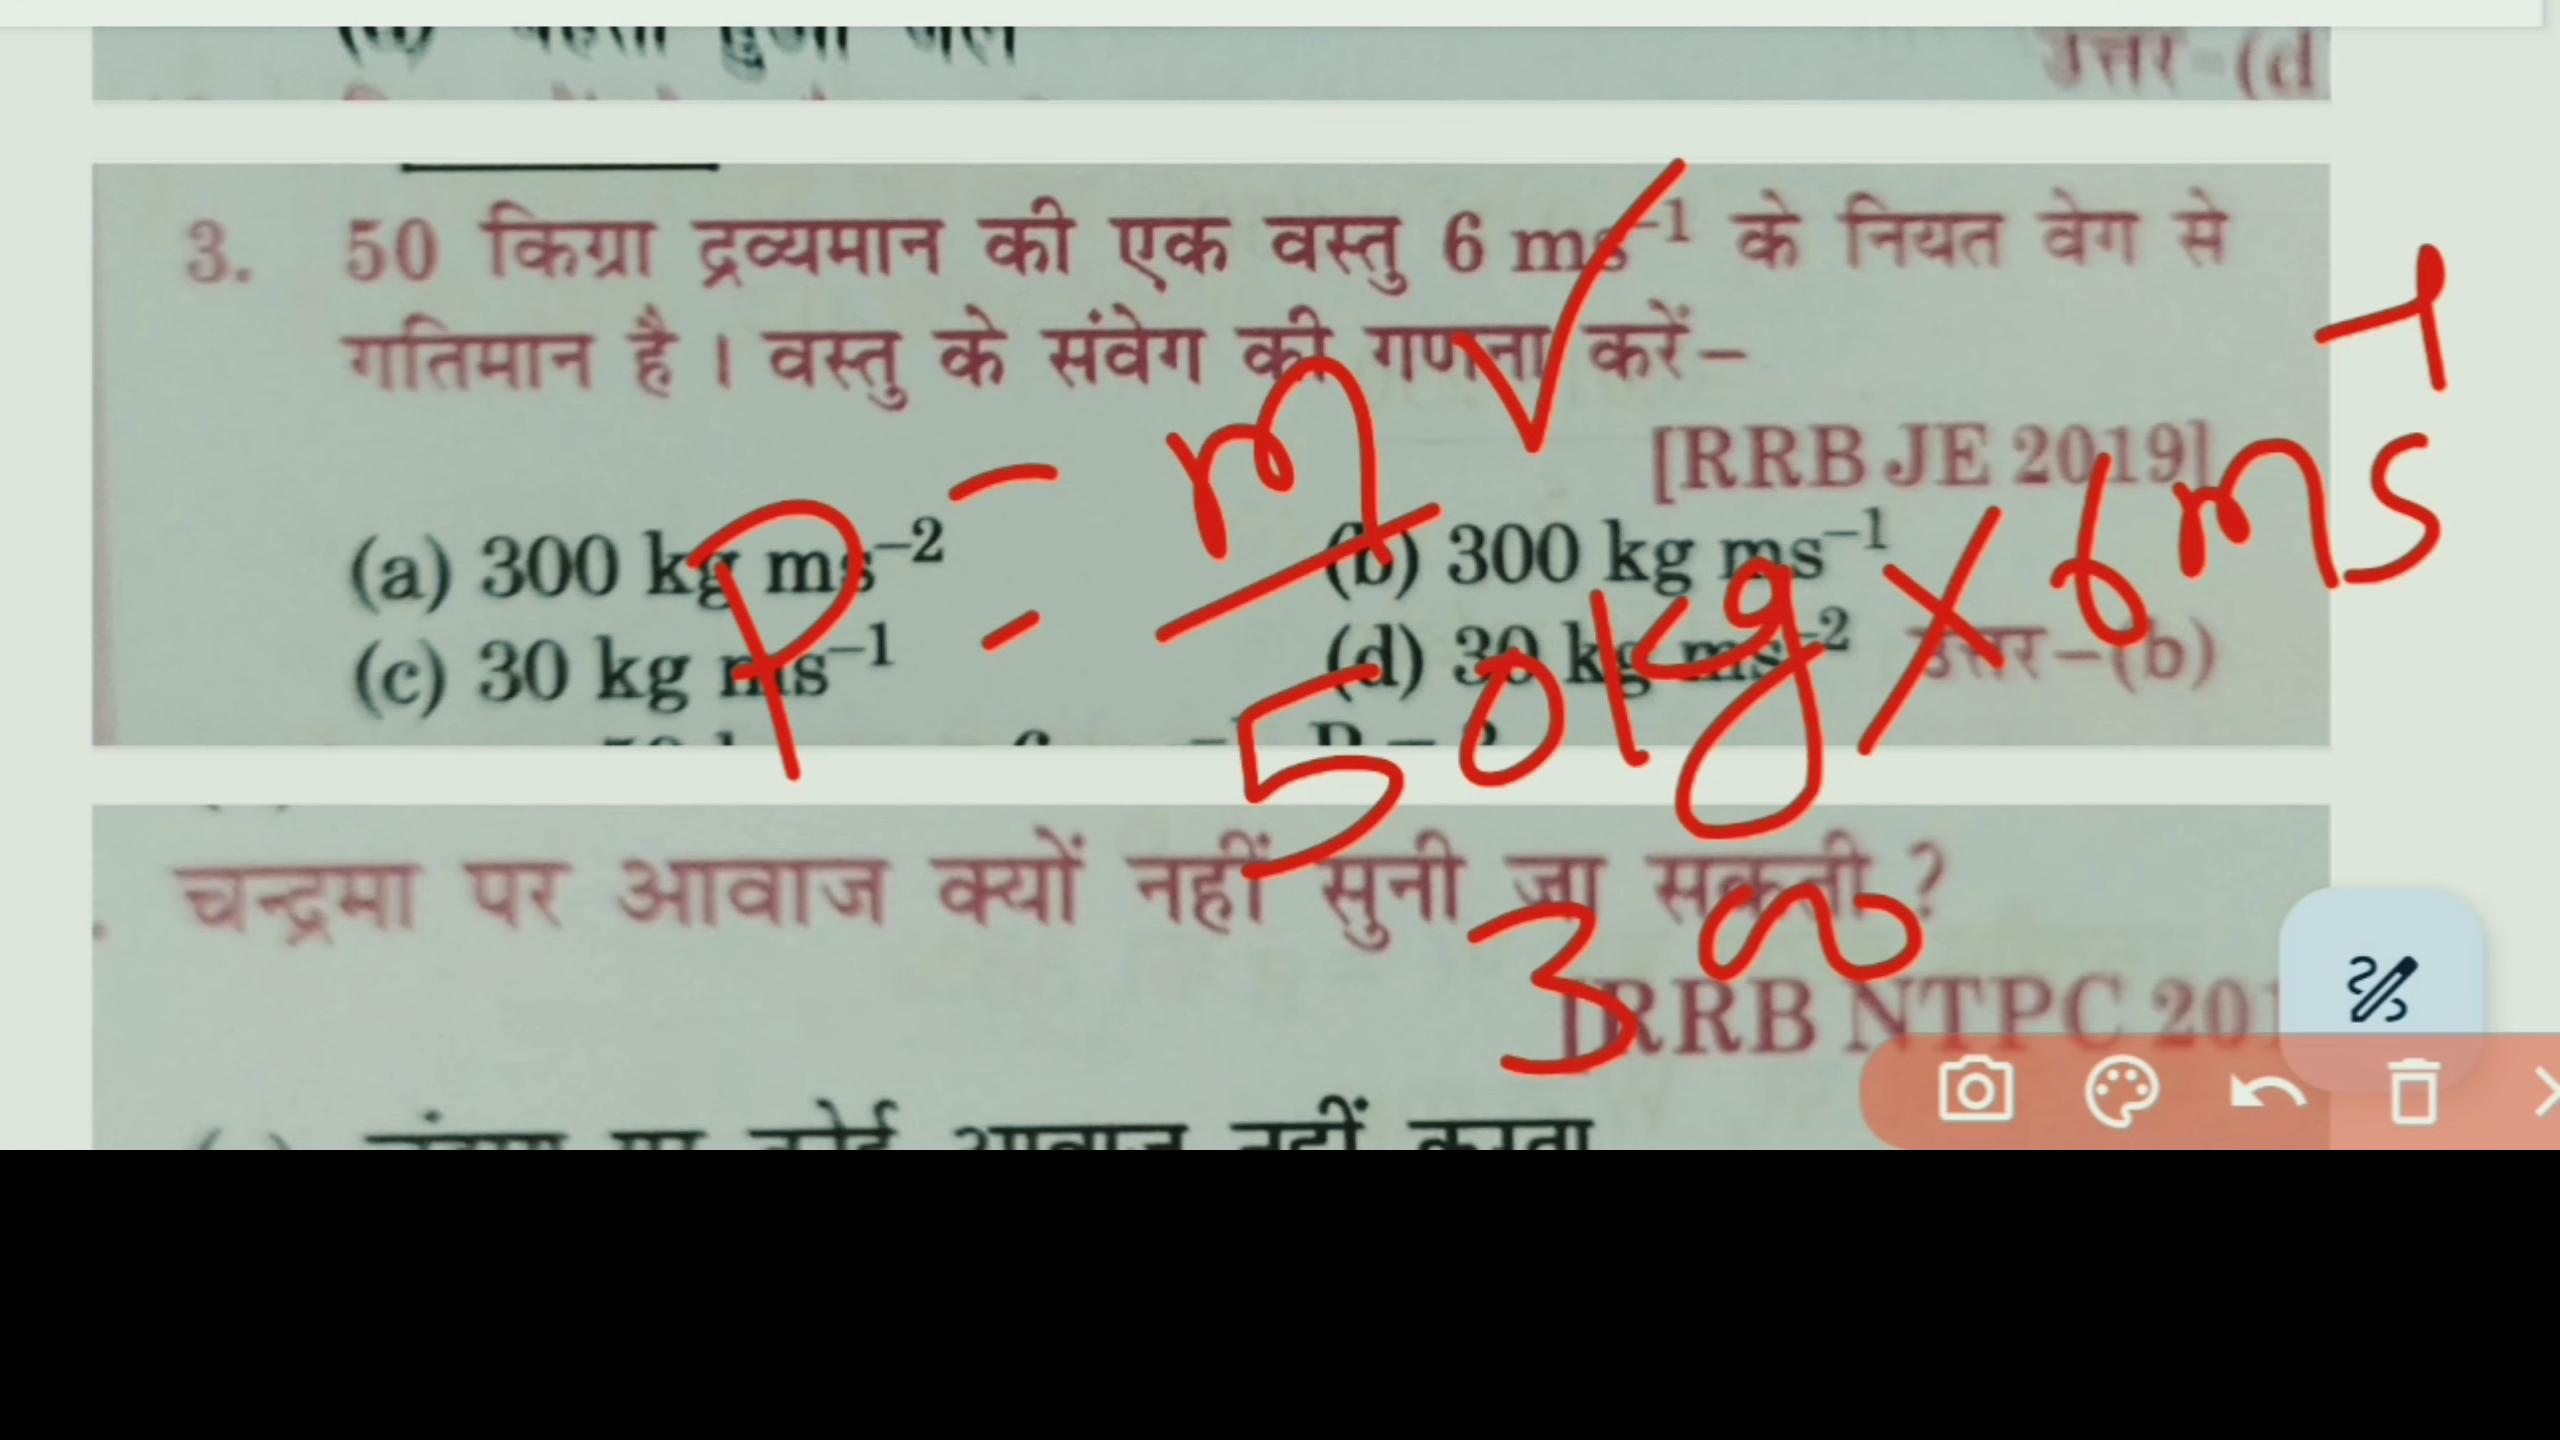 उत्तर-(d
3. 50 किग्रा द्रव्यमान की एक वस्तु 6 ms⁻¹ के नियत वेग से
गतिमान है। वस्तु के संवेग की गणना करें–
[RRB JE 2019]
(a) 300 kg ms⁻² (b) 300 kg ms⁻¹
(c) 30 kg ms⁻¹ (d) 30 kg ms⁻² उत्तर–(b)
P = mv
50kg × 6ms⁻¹
300
चन्द्रमा पर आवाज क्यों नहीं सुनी जा सकती ?
[RRB NTPC 201